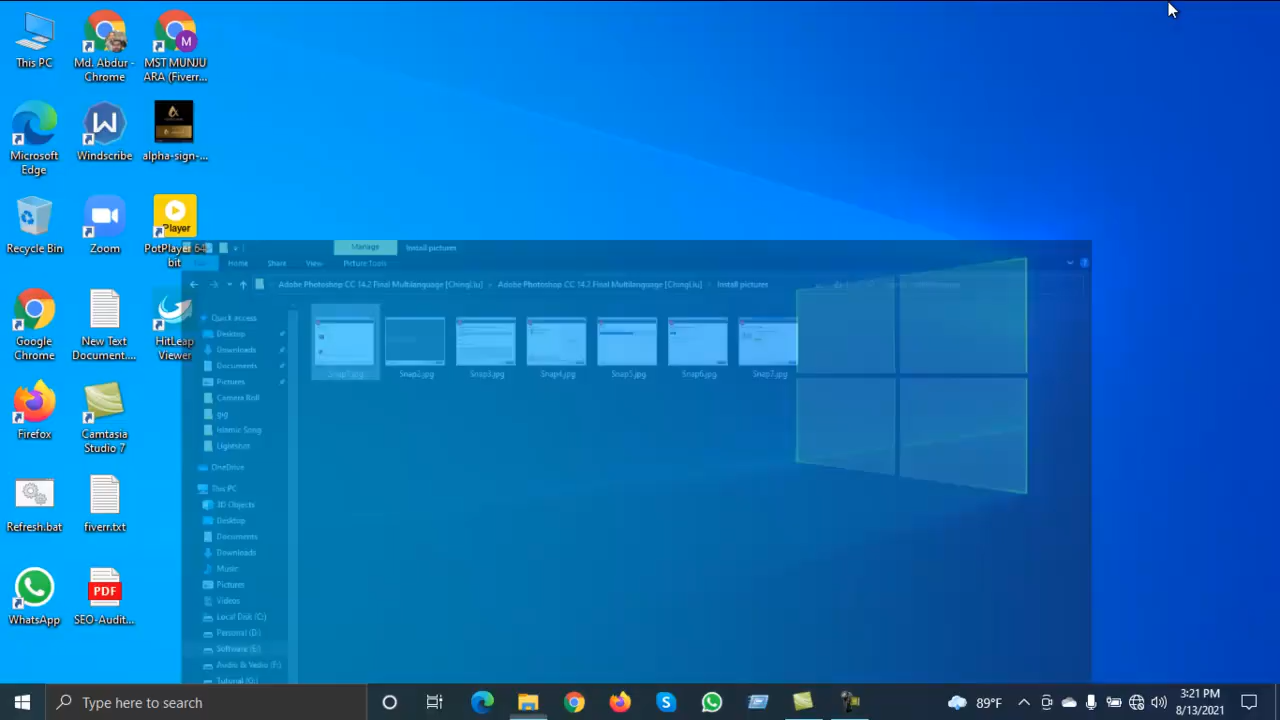 This PC
Md. Abdur -
Chrome
MST MUNJU
ARA (Fiverr...
Microsoft
Edge
Windscribe
alpha-sign-...
Recycle Bin
Zoom
Player
PotPlayer 64
bit
Google
Chrome
New Text
Document....
HitLeap
Viewer
Firefox
Camtasia
Studio 7
Refresh.bat
fiverr.txt
WhatsApp
PDF
SEO-Audit...
Manage
Install pictures
Home
Share
View
Picture Tools
Adobe Photoshop CC 14.2 Final Multilanguage [ChingLiu]
Adobe Photoshop CC 14.2 Final Multilanguage [ChingLiu]
Install pictures
Quick access
Desktop
Downloads
Documents
Pictures
Camera Roll
gig
Islamic Song
Lightshot
OneDrive
This PC
3D Objects
Desktop
Documents
Downloads
Music
Pictures
Videos
Local Disk (C:)
Personal (D:)
Software (E:)
Audio & Vedio (F:)
Tutorial (G:)
Snap1.jpg
Snap2.jpg
Snap3.jpg
Snap4.jpg
Snap5.jpg
Snap6.jpg
Snap7.jpg
Type here to search
89°F
3:21 PM
8/13/2021